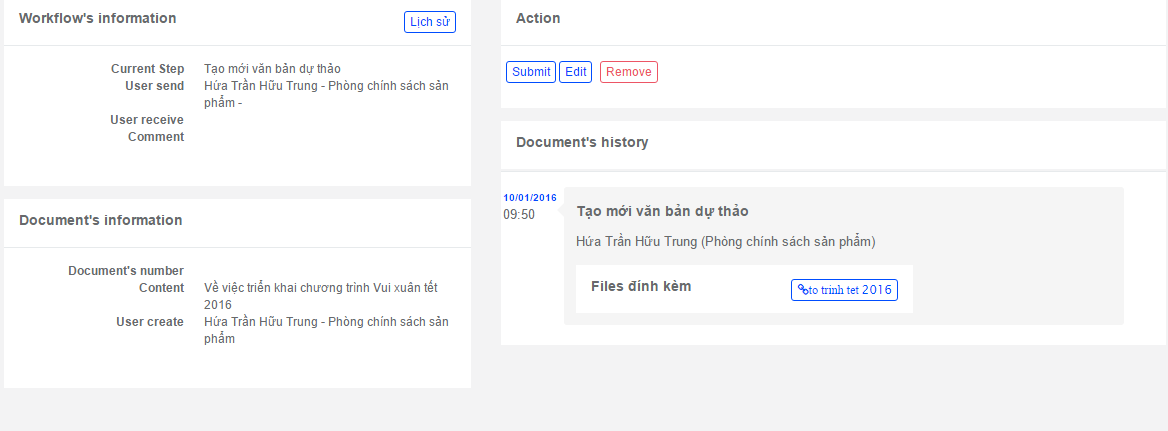 Workflow's information
Lịch sử
Current Step Tạo mới văn bản dự thảo
User send Hứa Trần Hữu Trung - Phòng chính sách sản
phẩm -
User receive
Comment
Document's information
Document's number
Content Về việc triển khai chương trình Vui xuân tết
2016
User create Hứa Trần Hữu Trung - Phòng chính sách sản
phẩm
Action
Submit Edit Remove
Document's history
10/01/2016
09:50
Tạo mới văn bản dự thảo
Hứa Trần Hữu Trung (Phòng chính sách sản phẩm)
Files đính kèm
to trinh tet 2016